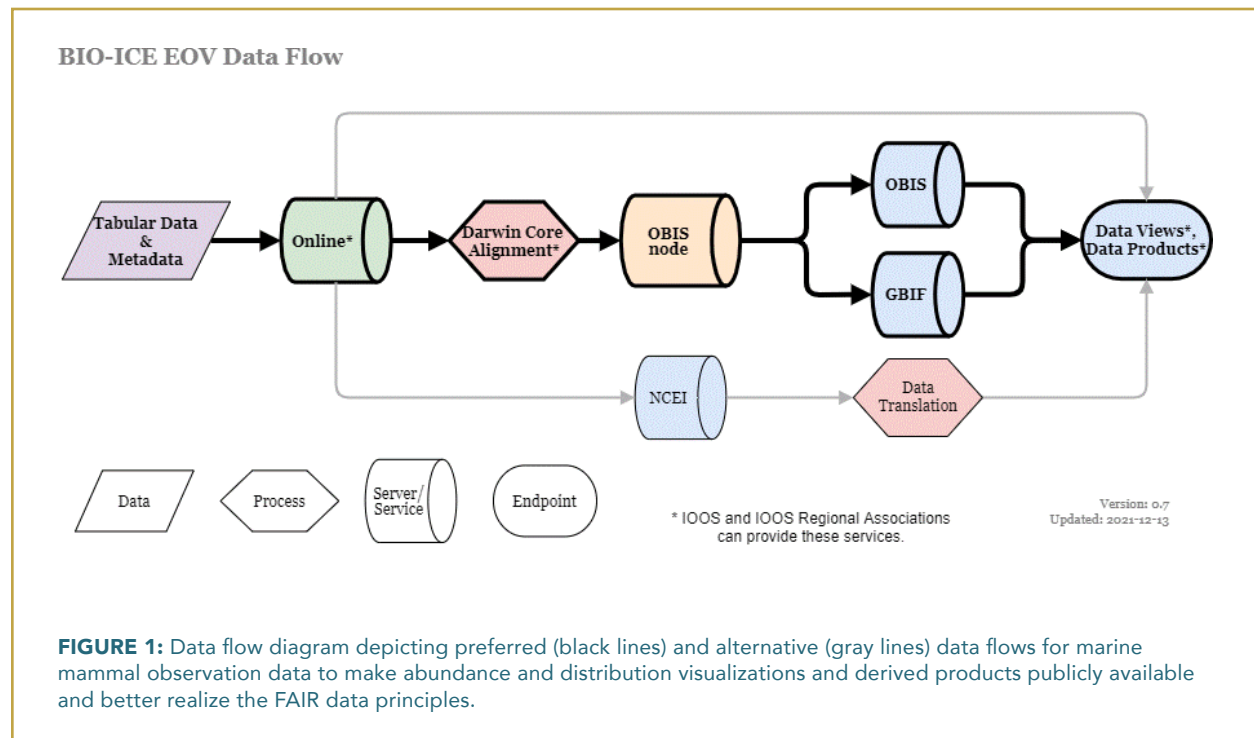 BIO-ICE EOV Data Flow
Tabular Data
&
Metadata
Online*
Darwin Core
Alignment*
OBIS
node
OBIS
GBIF
Data Views*,
Data Products*
NCEI
Data
Translation
Data
Process
Server/
Service
Endpoint
* IOOS and IOOS Regional Associations
can provide these services.
Version: 0.7
Updated: 2021-12-13
FIGURE 1: Data flow diagram depicting preferred (black lines) and alternative (gray lines) data flows for marine
mammal observation data to make abundance and distribution visualizations and derived products publicly available
and better realize the FAIR data principles.